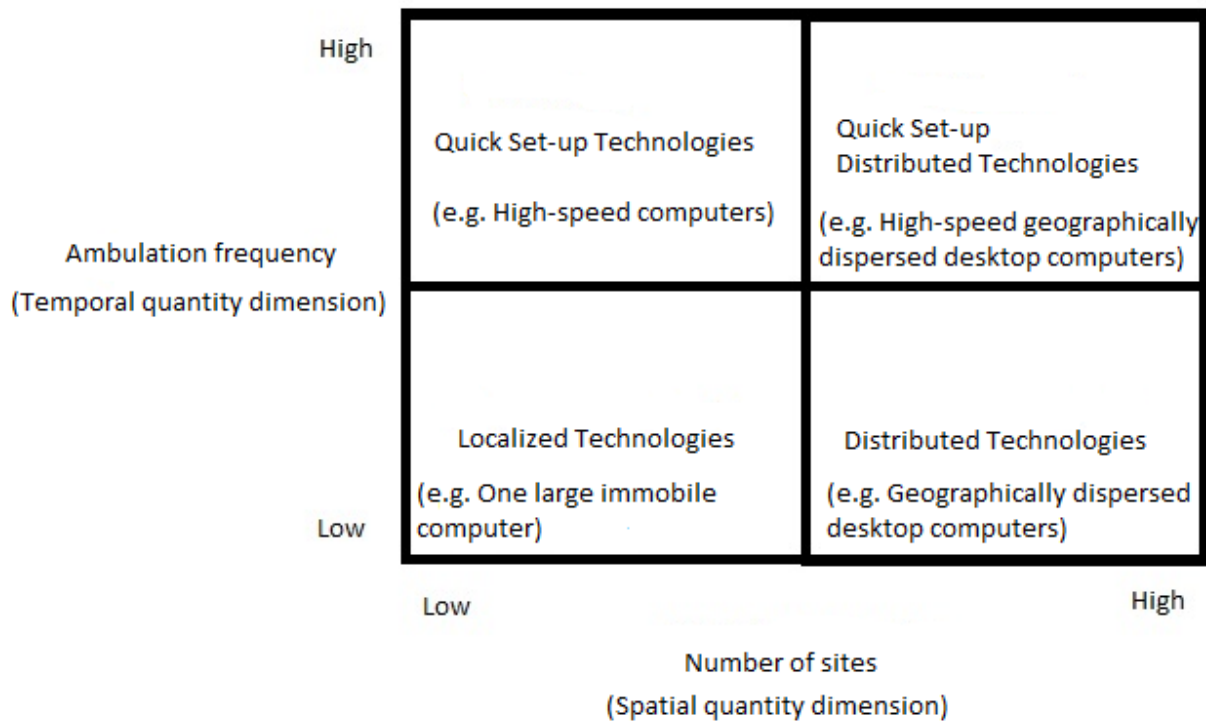 High
Quick Set-up Technologies
(e.g. High-speed computers)
Quick Set-up
Distributed Technologies
(e.g. High-speed geographically
dispersed desktop computers)
Ambulation frequency
(Temporal quantity dimension)
Localized Technologies
(e.g. One large immobile
computer)
Distributed Technologies
(e.g. Geographically dispersed
desktop computers)
Low
Low
High
Number of sites
(Spatial quantity dimension)